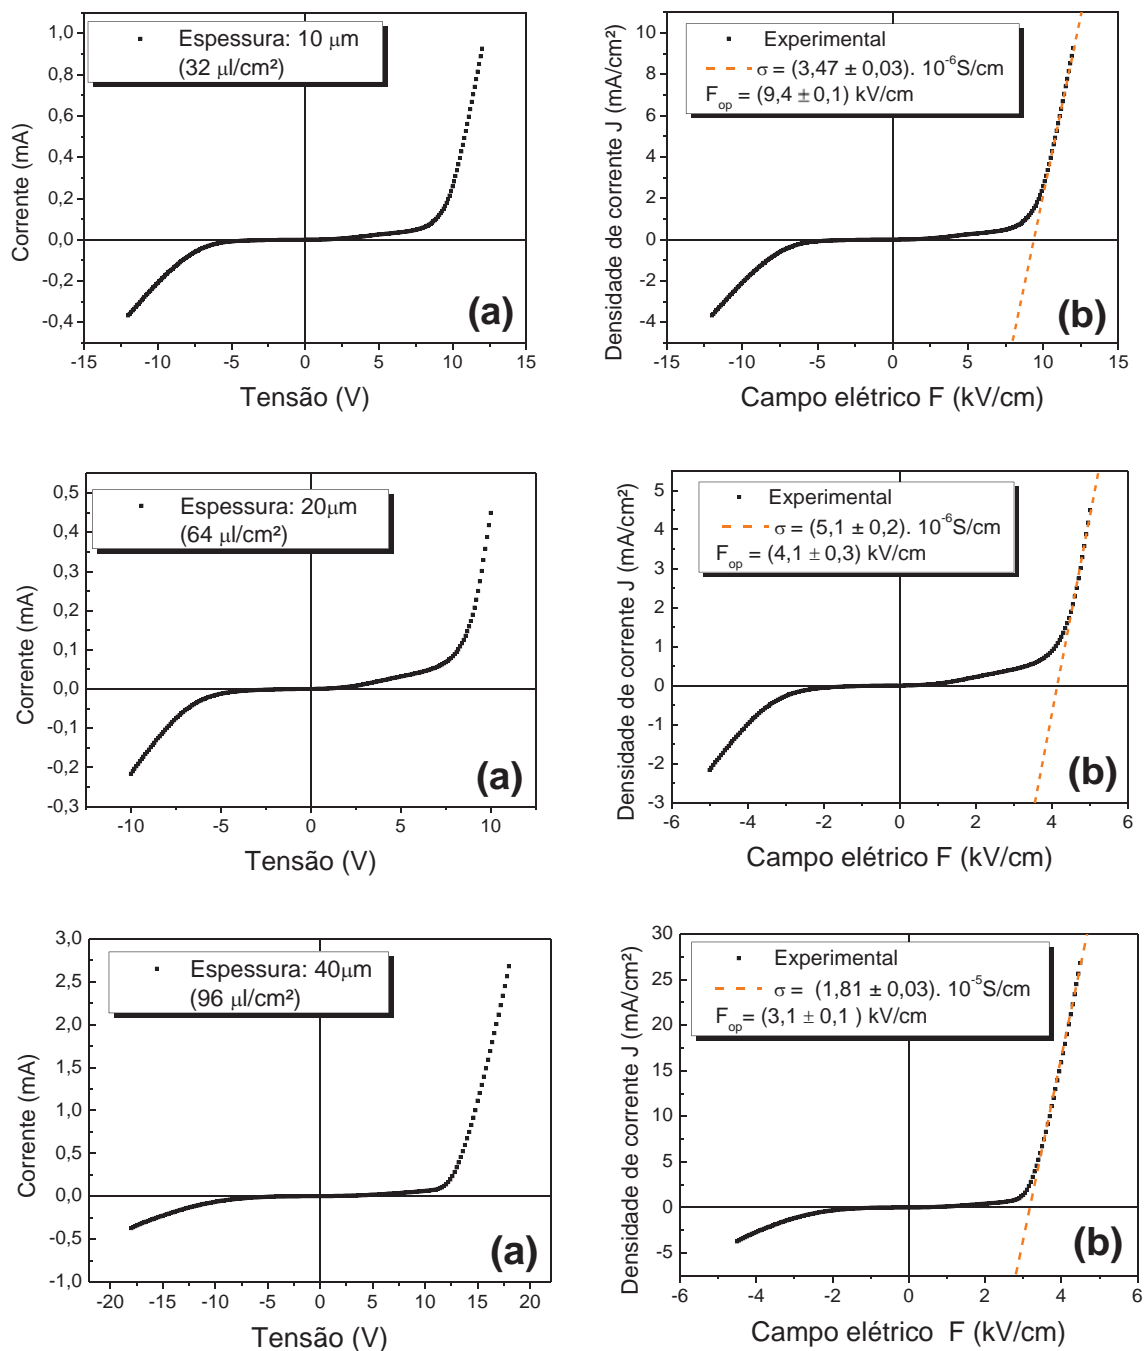 1,0
0,8
0,6
0,4
0,2
0,0
-0,2
-0,4
Corrente (mA)
Espessura: 10 µm
(32 µl/cm²)
(a)
-15 -10 -5 0 5 10 15
Tensão (V)
10
8
6
4
2
0
-2
-4
Densidade de corrente J (mA/cm²)
Experimental
σ = (3,47 ± 0,03). 10⁻⁶S/cm
Fop = (9,4 ± 0,1) kV/cm
(b)
-15 -10 -5 0 5 10 15
Campo elétrico F (kV/cm)
0,5
0,4
0,3
0,2
0,1
0,0
-0,1
-0,2
-0,3
Corrente (mA)
Espessura: 20µm
(64 µl/cm²)
(a)
-10 -5 0 5 10
Tensão (V)
5
4
3
2
1
0
-1
-2
-3
Densidade de corrente J (mA/cm²)
Experimental
σ = (5,1 ± 0,2). 10⁻⁶S/cm
Fop = (4,1 ± 0,3) kV/cm
(b)
-6 -4 -2 0 2 4 6
Campo elétrico F (kV/cm)
3,0
2,5
2,0
1,5
1,0
0,5
0,0
-0,5
-1,0
Corrente (mA)
Espessura: 40µm
(96 µl/cm²)
(a)
-20 -15 -10 -5 0 5 10 15 20
Tensão (V)
30
25
20
15
10
5
0
-5
Densidade de corrente J (mA/cm²)
Experimental
σ = (1,81 ± 0,03). 10⁻⁵S/cm
Fop = (3,1 ± 0,1 ) kV/cm
(b)
-6 -4 -2 0 2 4 6
Campo elétrico F (kV/cm)